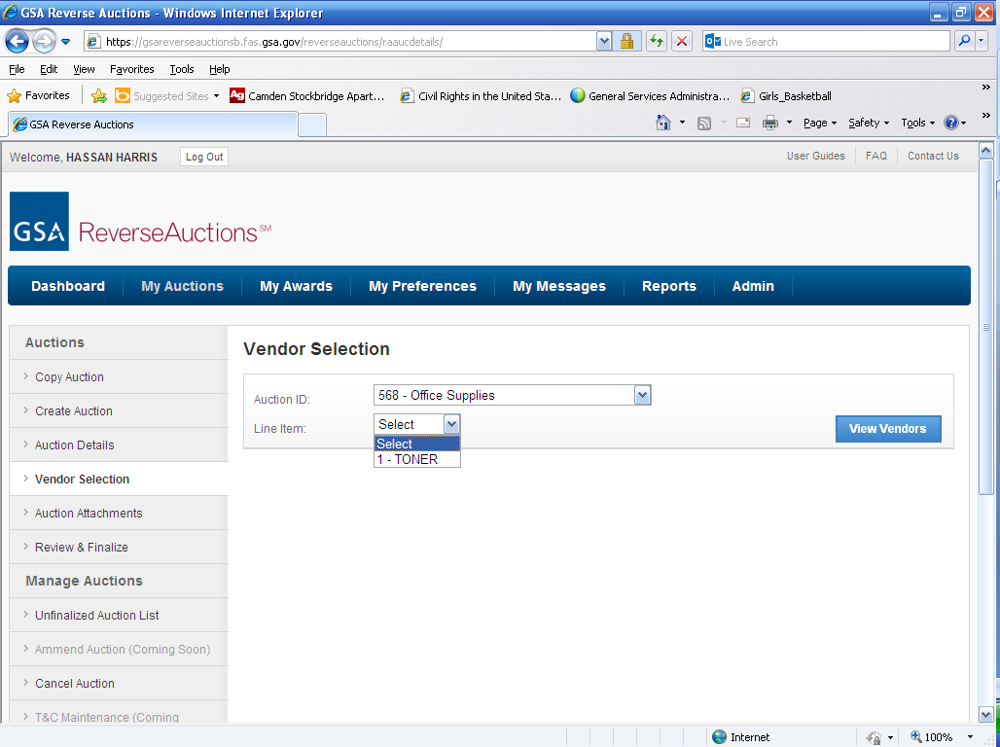 GSA Reverse Auctions - Windows Internet Explorer
https://gsareverseauctionsb.fas.gsa.gov/reverseauctions/raaucdetails/
Live Search
File Edit View Favorites Tools Help
Favorites Suggested Sites Camden Stockbridge Apart... Civil Rights in the United Sta... General Services Administra... Girls_Basketball
GSA Reverse Auctions
Page Safety Tools
Welcome, HASSAN HARRIS Log Out
User Guides FAQ Contact Us
GSA ReverseAuctions SM
Dashboard My Auctions My Awards My Preferences My Messages Reports Admin
Auctions
Copy Auction
Create Auction
Auction Details
Vendor Selection
Auction Attachments
Review & Finalize
Manage Auctions
Unfinalized Auction List
Ammend Auction (Coming Soon)
Cancel Auction
T&C Maintenance (Coming
Vendor Selection
Auction ID: 568 - Office Supplies
Line Item: Select
Select
1 - TONER
View Vendors
Internet 100%